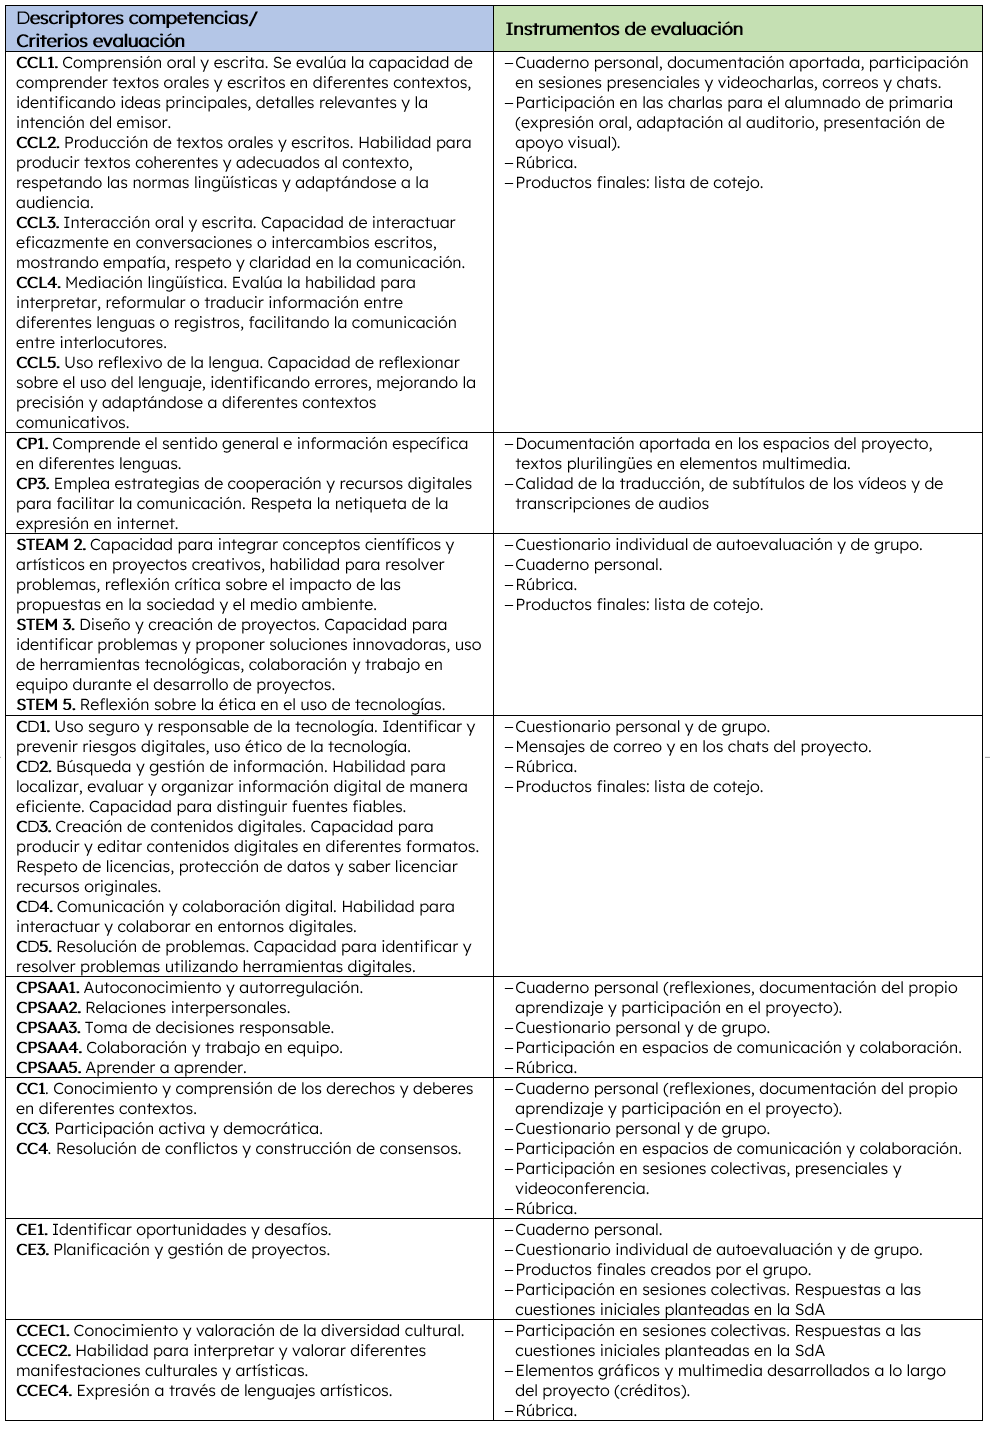 Descriptores competencias/
Criterios evaluación
Instrumentos de evaluación
CCL1. Comprensión oral y escrita. Se evalúa la capacidad de
comprender textos orales y escritos en diferentes contextos,
identificando ideas principales, detalles relevantes y la
intención del emisor.
CCL2. Producción de textos orales y escritos. Habilidad para
producir textos coherentes y adecuados al contexto,
respetando las normas lingüísticas y adaptándose a la
audiencia.
CCL3. Interacción oral y escrita. Capacidad de interactuar
eficazmente en conversaciones o intercambios escritos,
mostrando empatía, respeto y claridad en la comunicación.
CCL4. Mediación lingüística. Evalúa la habilidad para
interpretar, reformular o traducir información entre
diferentes lenguas o registros, facilitando la comunicación
entre interlocutores.
CCL5. Uso reflexivo de la lengua. Capacidad de reflexionar
sobre el uso del lenguaje, identificando errores, mejorando la
precisión y adaptándose a diferentes contextos
comunicativos.
–Cuaderno personal, documentación aportada, participación
en sesiones presenciales y videocharlas, correos y chats.
–Participación en las charlas para el alumnado de primaria
(expresión oral, adaptación al auditorio, presentación de
apoyo visual).
–Rúbrica.
–Productos finales: lista de cotejo.
CP1. Comprende el sentido general e información específica
en diferentes lenguas.
CP3. Emplea estrategias de cooperación y recursos digitales
para facilitar la comunicación. Respeta la netiqueta de la
expresión en internet.
–Documentación aportada en los espacios del proyecto,
textos plurilingües en elementos multimedia.
–Calidad de la traducción, de subtítulos de los vídeos y de
transcripciones de audios
STEAM 2. Capacidad para integrar conceptos científicos y
artísticos en proyectos creativos, habilidad para resolver
problemas, reflexión crítica sobre el impacto de las
propuestas en la sociedad y el medio ambiente.
STEM 3. Diseño y creación de proyectos. Capacidad para
identificar problemas y proponer soluciones innovadoras, uso
de herramientas tecnológicas, colaboración y trabajo en
equipo durante el desarrollo de proyectos.
STEM 5. Reflexión sobre la ética en el uso de tecnologías.
–Cuestionario individual de autoevaluación y de grupo.
–Cuaderno personal.
–Rúbrica.
–Productos finales: lista de cotejo.
CD1. Uso seguro y responsable de la tecnología. Identificar y
prevenir riesgos digitales, uso ético de la tecnología.
CD2. Búsqueda y gestión de información. Habilidad para
localizar, evaluar y organizar información digital de manera
eficiente. Capacidad para distinguir fuentes fiables.
CD3. Creación de contenidos digitales. Capacidad para
producir y editar contenidos digitales en diferentes formatos.
Respeto de licencias, protección de datos y saber licenciar
recursos originales.
CD4. Comunicación y colaboración digital. Habilidad para
interactuar y colaborar en entornos digitales.
CD5. Resolución de problemas. Capacidad para identificar y
resolver problemas utilizando herramientas digitales.
–Cuestionario personal y de grupo.
–Mensajes de correo y en los chats del proyecto.
–Rúbrica.
–Productos finales: lista de cotejo.
CPSAA1. Autoconocimiento y autorregulación.
CPSAA2. Relaciones interpersonales.
CPSAA3. Toma de decisiones responsable.
CPSAA4. Colaboración y trabajo en equipo.
CPSAA5. Aprender a aprender.
–Cuaderno personal (reflexiones, documentación del propio
aprendizaje y participación en el proyecto).
–Cuestionario personal y de grupo.
–Participación en espacios de comunicación y colaboración.
–Rúbrica.
CC1. Conocimiento y comprensión de los derechos y deberes
en diferentes contextos.
CC3. Participación activa y democrática.
CC4. Resolución de conflictos y construcción de consensos.
–Cuaderno personal (reflexiones, documentación del propio
aprendizaje y participación en el proyecto).
–Cuestionario personal y de grupo.
–Participación en espacios de comunicación y colaboración.
–Participación en sesiones colectivas, presenciales y
videoconferencia.
–Rúbrica.
CE1. Identificar oportunidades y desafíos.
CE3. Planificación y gestión de proyectos.
–Cuaderno personal.
–Cuestionario individual de autoevaluación y de grupo.
–Productos finales creados por el grupo.
–Participación en sesiones colectivas. Respuestas a las
cuestiones iniciales planteadas en la SdA
CCEC1. Conocimiento y valoración de la diversidad cultural.
CCEC2. Habilidad para interpretar y valorar diferentes
manifestaciones culturales y artísticas.
CCEC4. Expresión a través de lenguajes artísticos.
–Participación en sesiones colectivas. Respuestas a las
cuestiones iniciales planteadas en la SdA
–Elementos gráficos y multimedia desarrollados a lo largo
del proyecto (créditos).
–Rúbrica.